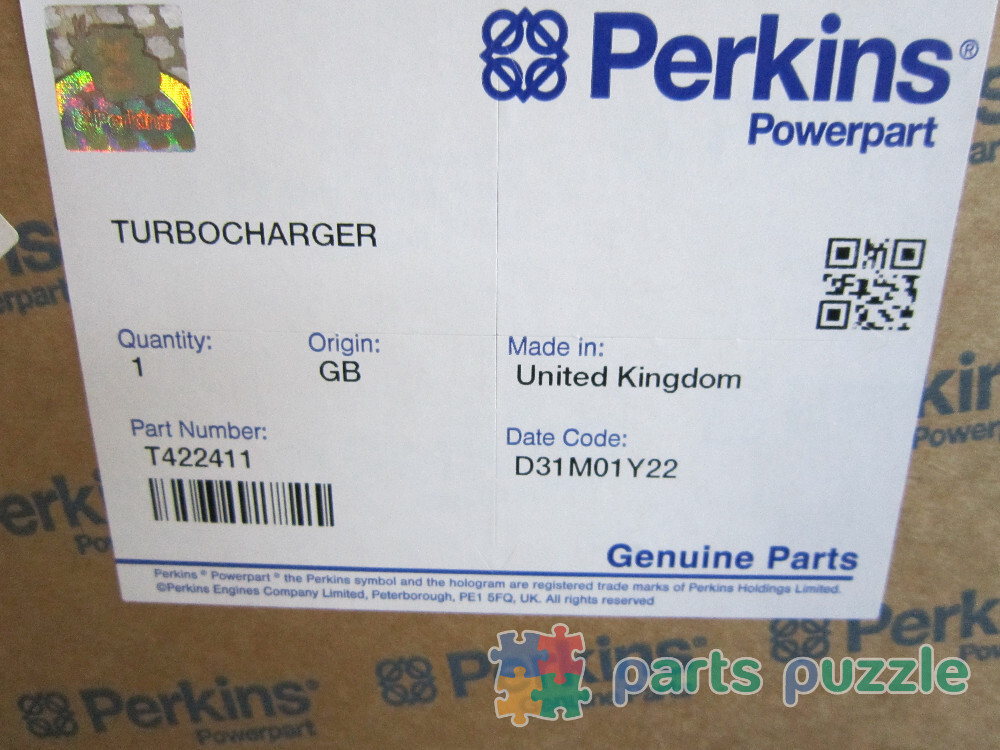 Perkins
Perkins®
Powerpart
TURBOCHARGER
Quantity:
1
Origin:
GB
Made in:
United Kingdom
Part Number:
T422411
Date Code:
D31M01Y22
Genuine Parts
Perkins® Powerpart® the Perkins symbol and the hologram are registered trade marks of Perkins Holdings Limited.
©Perkins Engines Company Limited, Peterborough, PE1 5FQ, UK. All rights reserved
parts puzzle
Perkins®
Powerpart